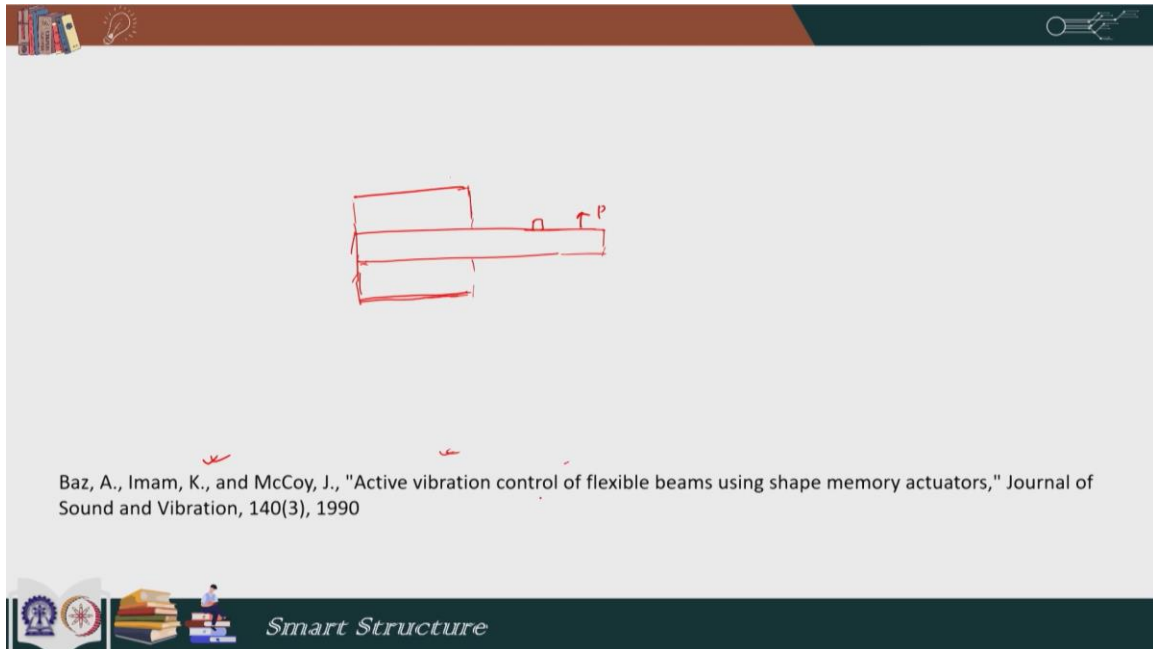 P
Baz, A., Imam, K., and McCoy, J., "Active vibration control of flexible beams using shape memory actuators," Journal of
Sound and Vibration, 140(3), 1990
Smart Structure